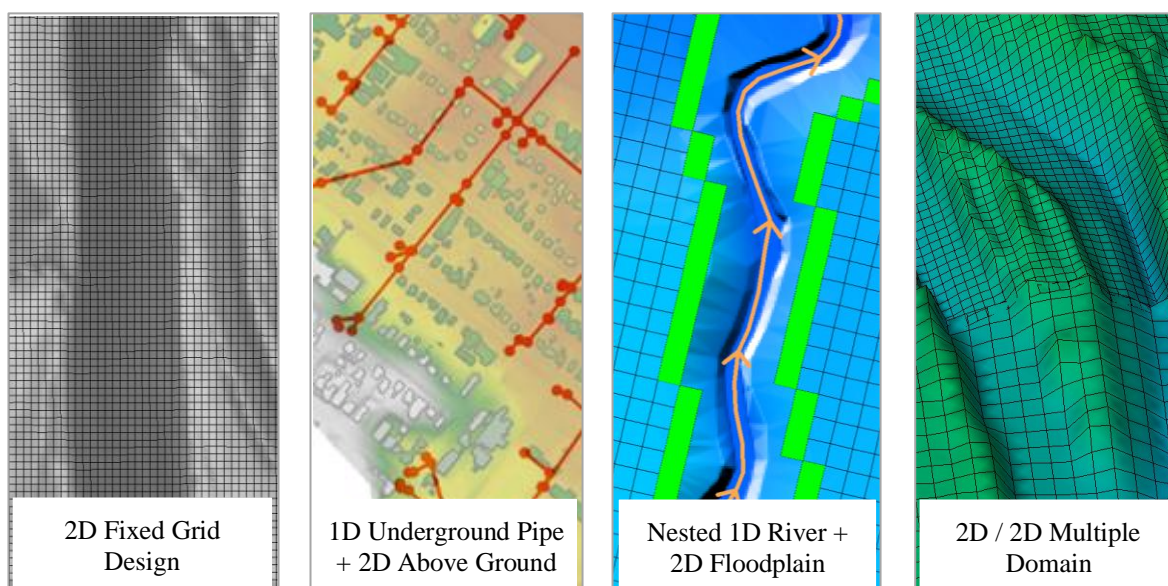 2D Fixed Grid
Design
1D Underground Pipe
+ 2D Above Ground
Nested 1D River +
2D Floodplain
2D / 2D Multiple
Domain